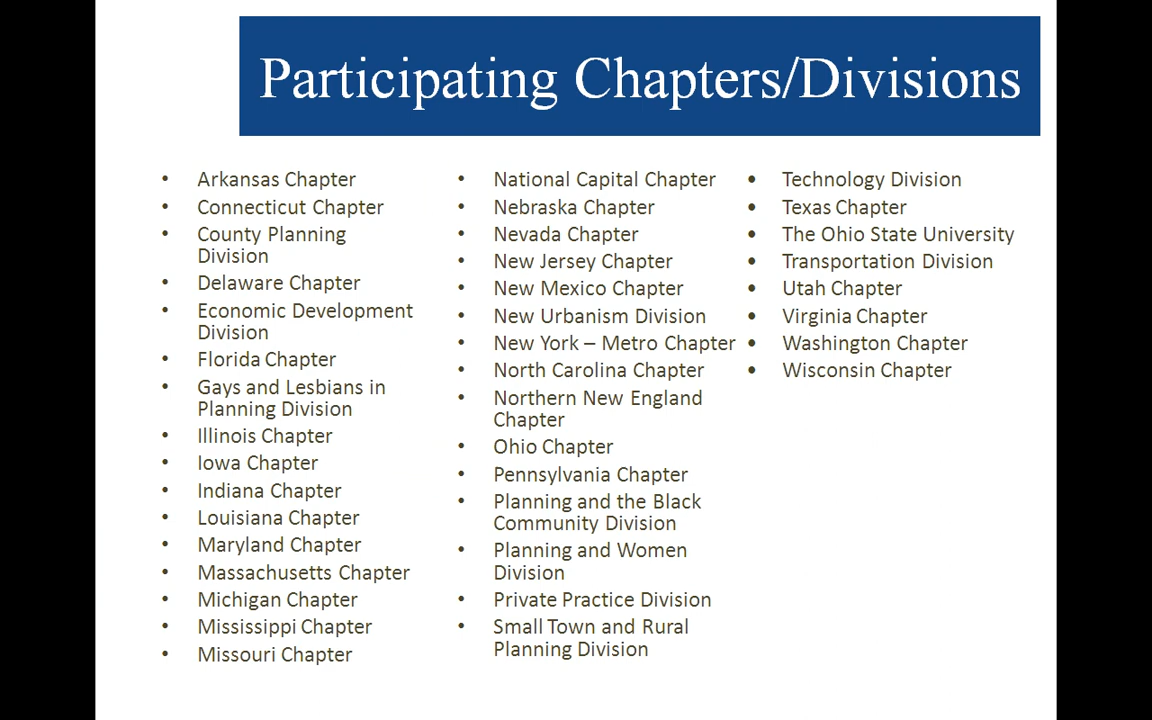 Participating Chapters/Divisions
• Arkansas Chapter
• Connecticut Chapter
• County Planning
Division
• Delaware Chapter
• Economic Development
Division
• Florida Chapter
• Gays and Lesbians in
Planning Division
• Illinois Chapter
• Iowa Chapter
• Indiana Chapter
• Louisiana Chapter
• Maryland Chapter
• Massachusetts Chapter
• Michigan Chapter
• Mississippi Chapter
• Missouri Chapter
• National Capital Chapter
• Nebraska Chapter
• Nevada Chapter
• New Jersey Chapter
• New Mexico Chapter
• New Urbanism Division
• New York – Metro Chapter
• North Carolina Chapter
• Northern New England
Chapter
• Ohio Chapter
• Pennsylvania Chapter
• Planning and the Black
Community Division
• Planning and Women
Division
• Private Practice Division
• Small Town and Rural
Planning Division
• Technology Division
• Texas Chapter
• The Ohio State University
• Transportation Division
• Utah Chapter
• Virginia Chapter
• Washington Chapter
• Wisconsin Chapter